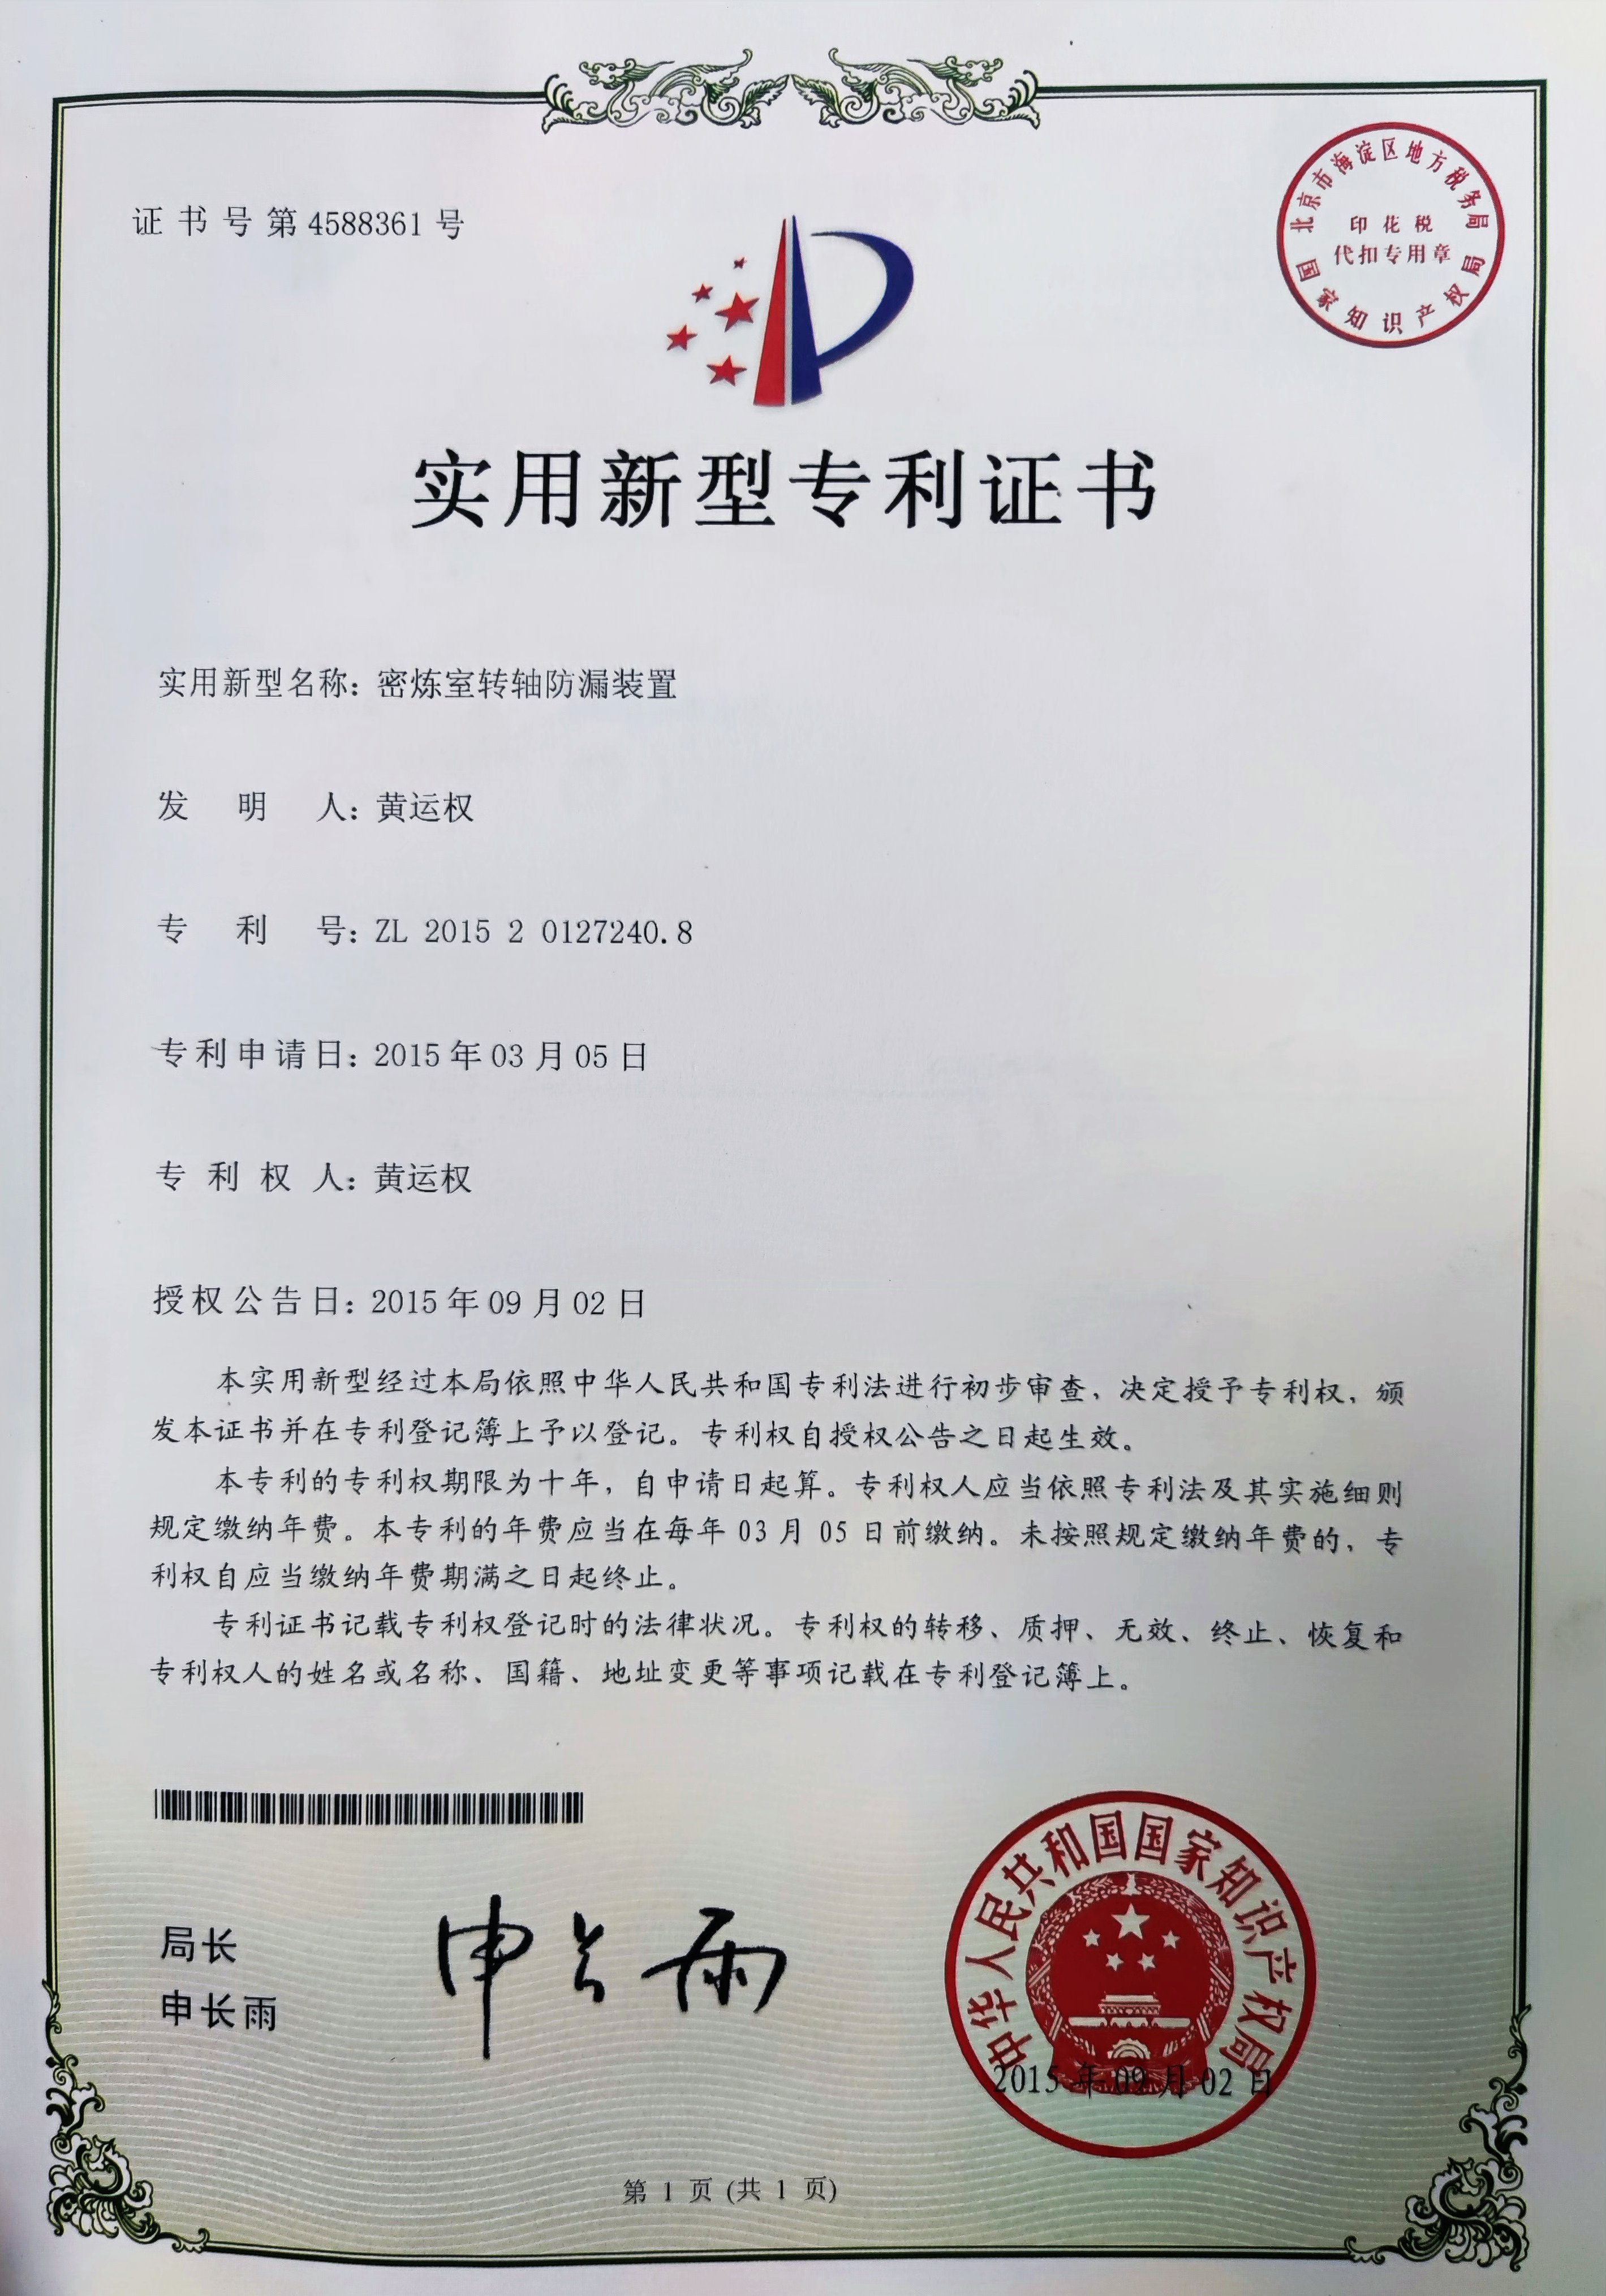 证书号第4588361号
北京市海淀区地方税务局
印花税
代扣专用章
国家知识产权局
实用新型专利证书
实用新型名称：密炼室转轴防漏装置
发明人：黄运权
专利号：ZL 2015 2 0127240.8
专利申请日：2015年03月05日
专利权人：黄运权
授权公告日：2015年09月02日
本实用新型经过本局依照中华人民共和国专利法进行初步审查，决定授予专利权，颁
发本证书并在专利登记簿上予以登记。专利权自授权公告之日起生效。
本专利的专利权期限为十年，自申请日起算。专利权人应当依照专利法及其实施细则
规定缴纳年费。本专利的年费应当在每年 03 月 05 日前缴纳。未按照规定缴纳年费的，专
利权自应当缴纳年费期满之日起终止。
专利证书记载专利权登记时的法律状况。专利权的转移、质押、无效、终止、恢复和
专利权人的姓名或名称、国籍、地址变更等事项记载在专利登记簿上。
局长
申长雨
申长雨
中华人民共和国国家知识产权局
2015年09月02日
第 1 页 (共 1 页)